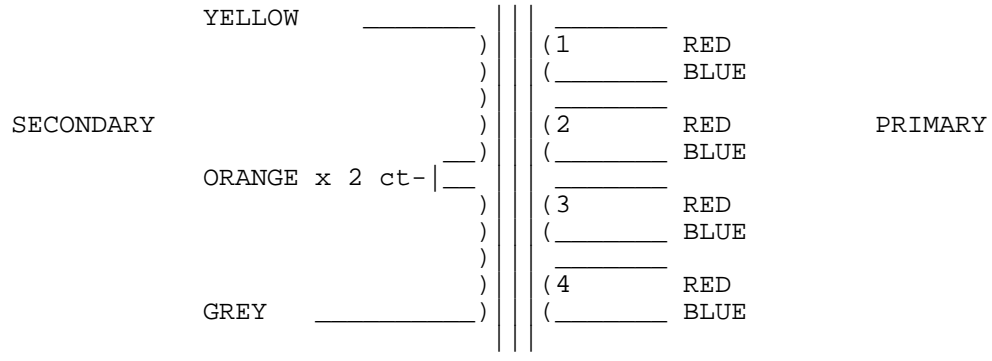 YELLOW
1 RED
BLUE
SECONDARY 2 RED PRIMARY
BLUE
ORANGE x 2 ct-
3 RED
BLUE
4 RED
GREY BLUE